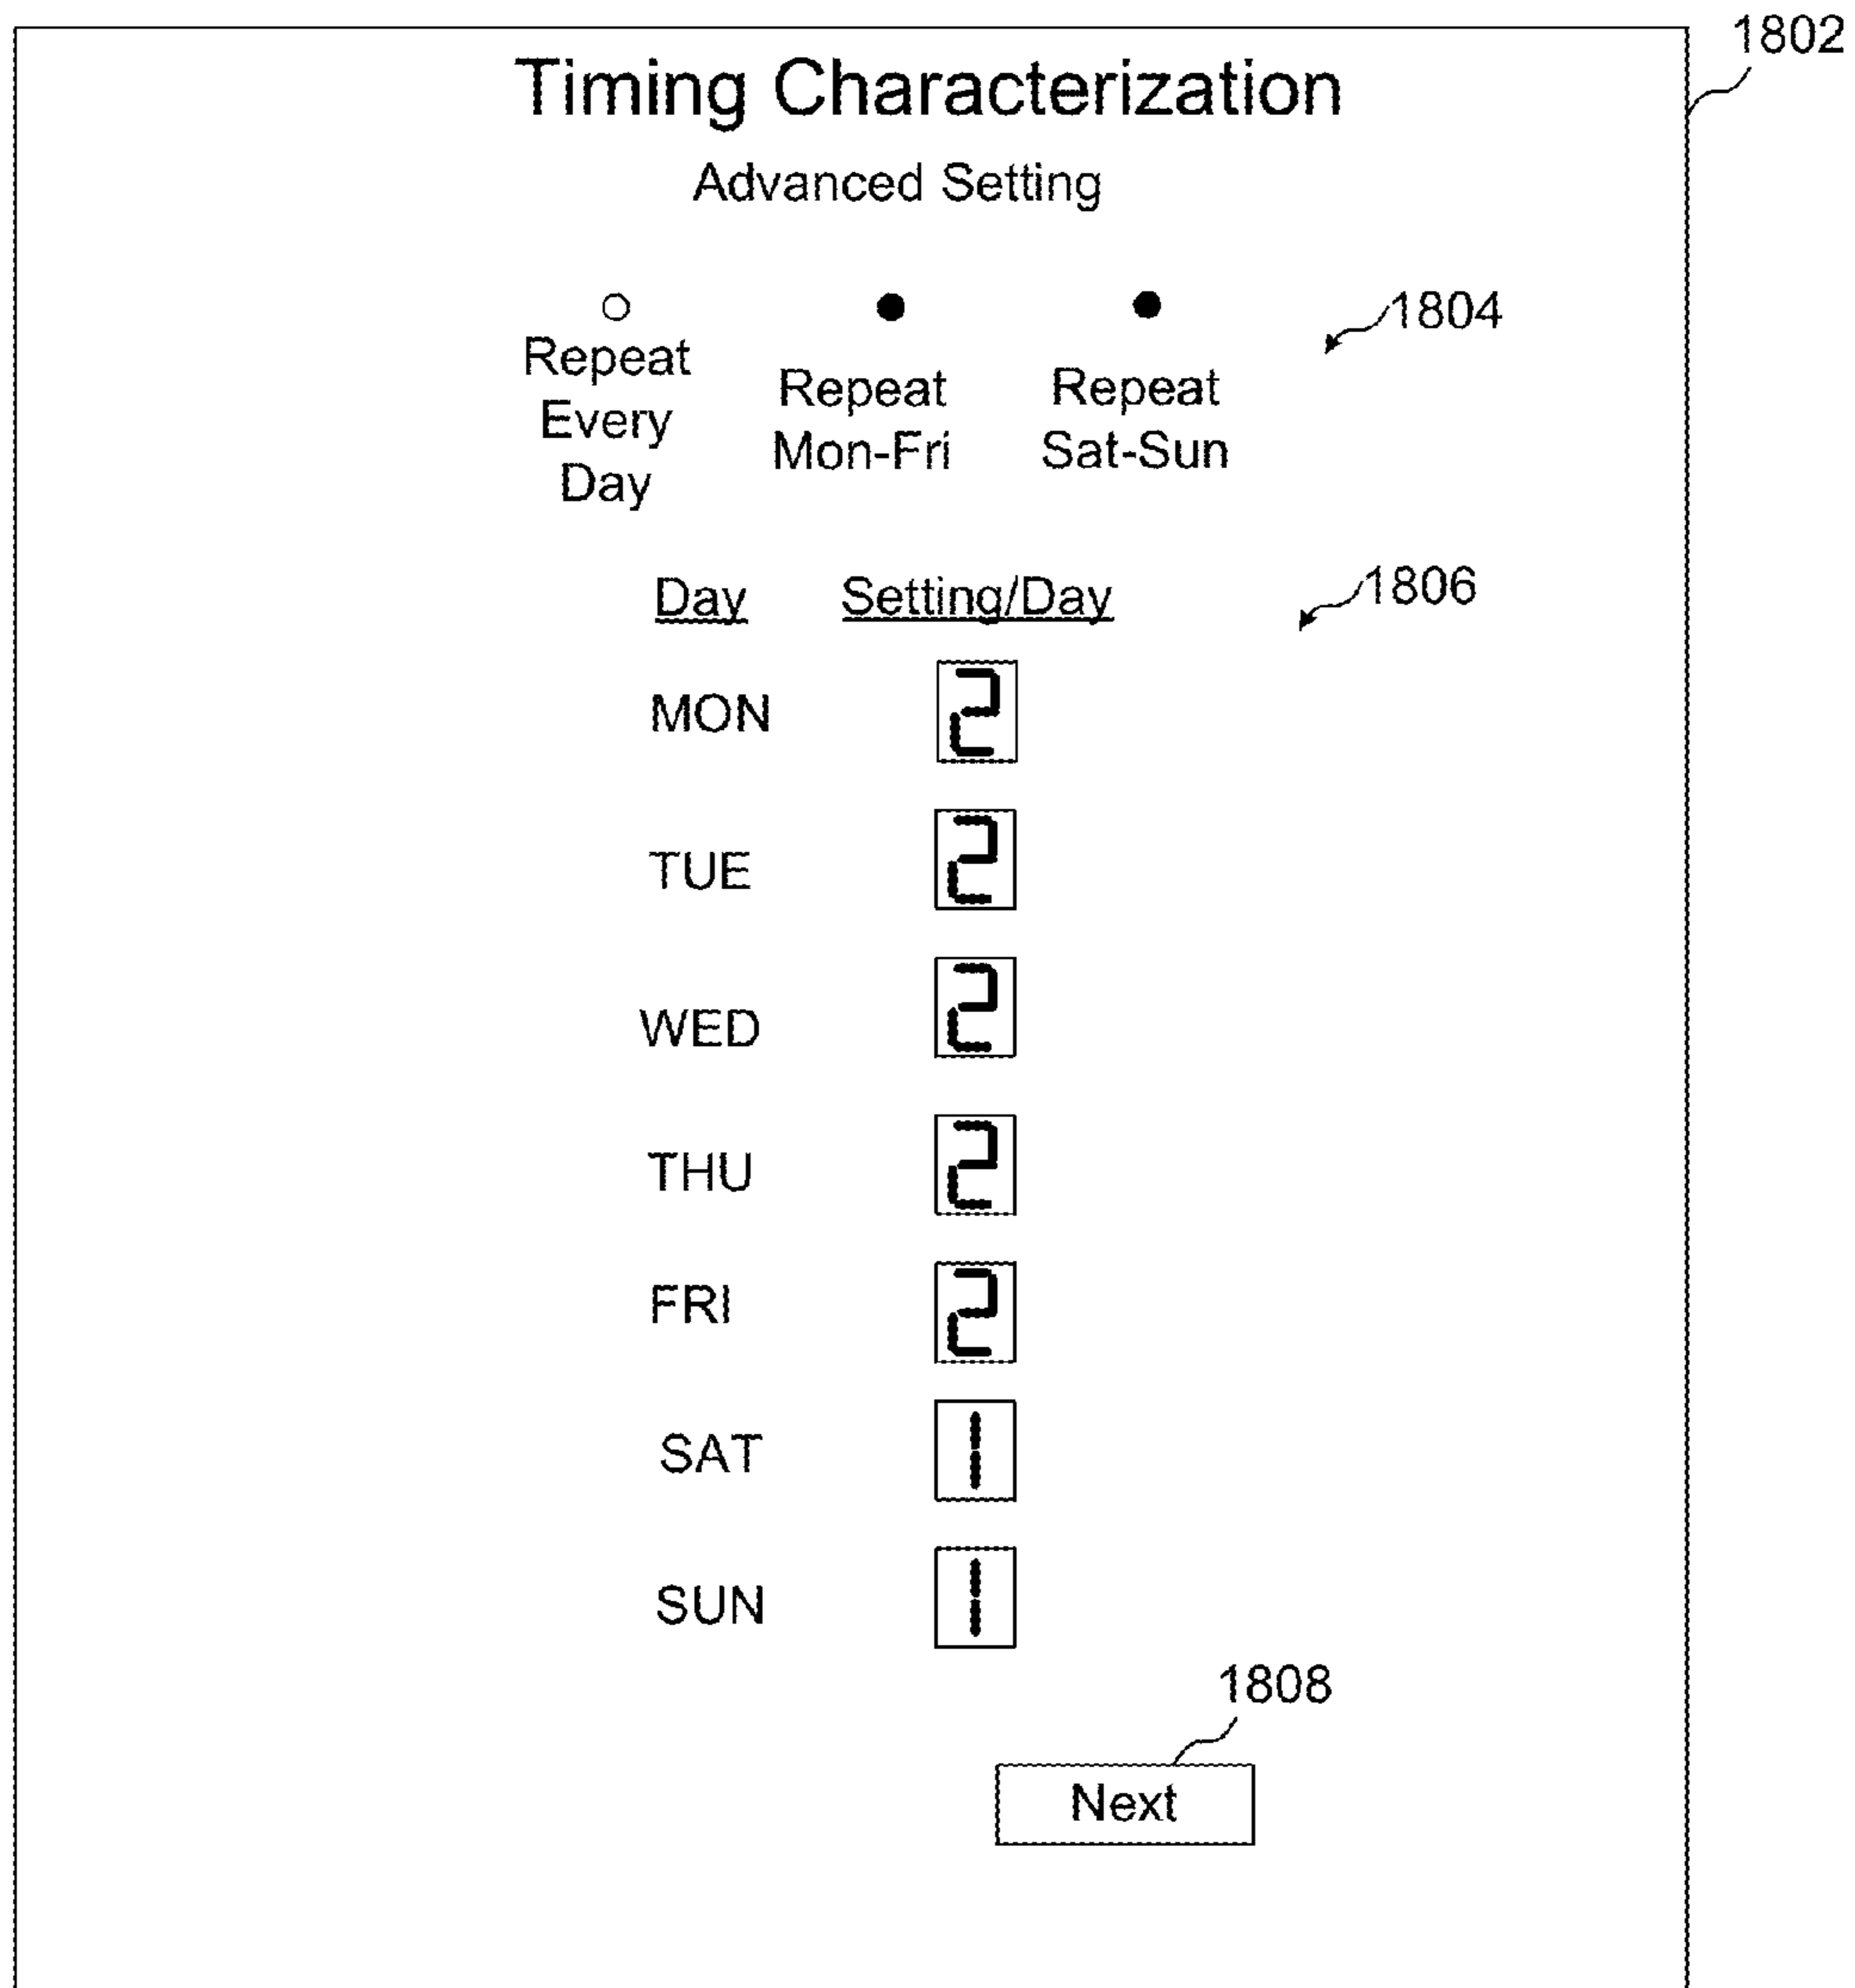 1802
Timing Characterization
Advanced Setting
1804
Repeat
Every
Day
Repeat
Mon-Fri
Repeat
Sat-Sun
1806
Day Setting/Day
MON 2
TUE 2
WED 2
THU 2
FRI 2
SAT 1
SUN 1
1808
Next